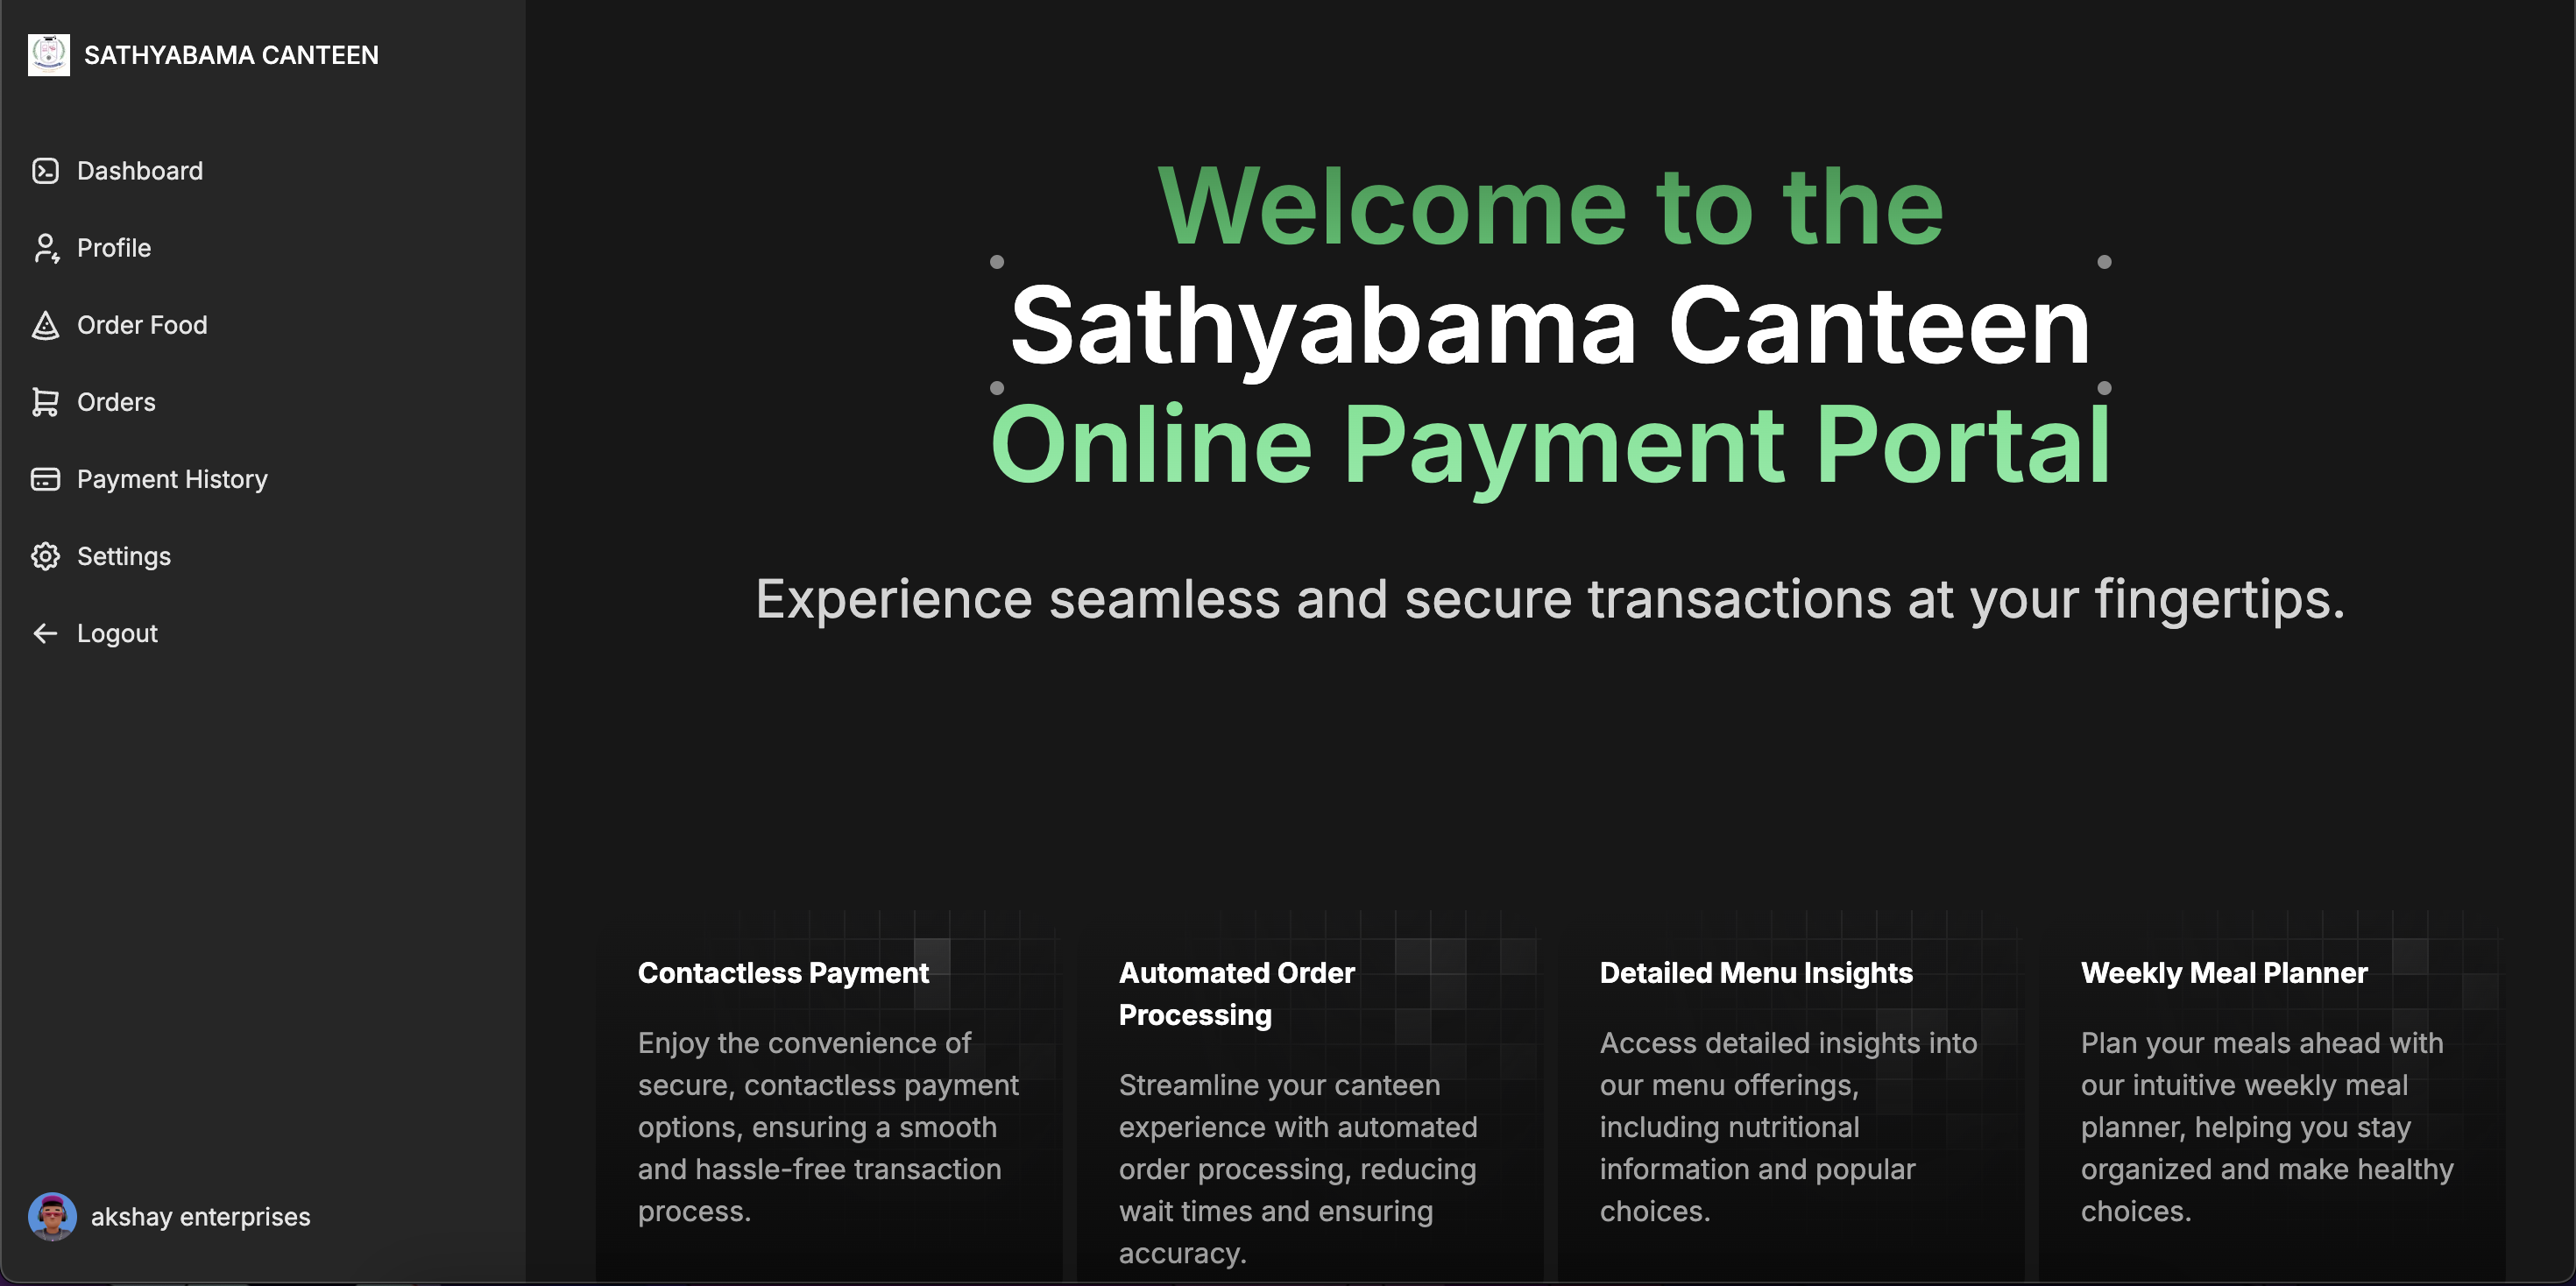 SATHYABAMA CANTEEN
Dashboard
Profile
Order Food
Orders
Payment History
Settings
Logout
akshay enterprises
Welcome to the
Sathyabama Canteen
Online Payment Portal
Experience seamless and secure transactions at your fingertips.
Contactless Payment
Enjoy the convenience of
secure, contactless payment
options, ensuring a smooth
and hassle-free transaction
process.
Automated Order
Processing
Streamline your canteen
experience with automated
order processing, reducing
wait times and ensuring
accuracy.
Detailed Menu Insights
Access detailed insights into
our menu offerings,
including nutritional
information and popular
choices.
Weekly Meal Planner
Plan your meals ahead with
our intuitive weekly meal
planner, helping you stay
organized and make healthy
choices.